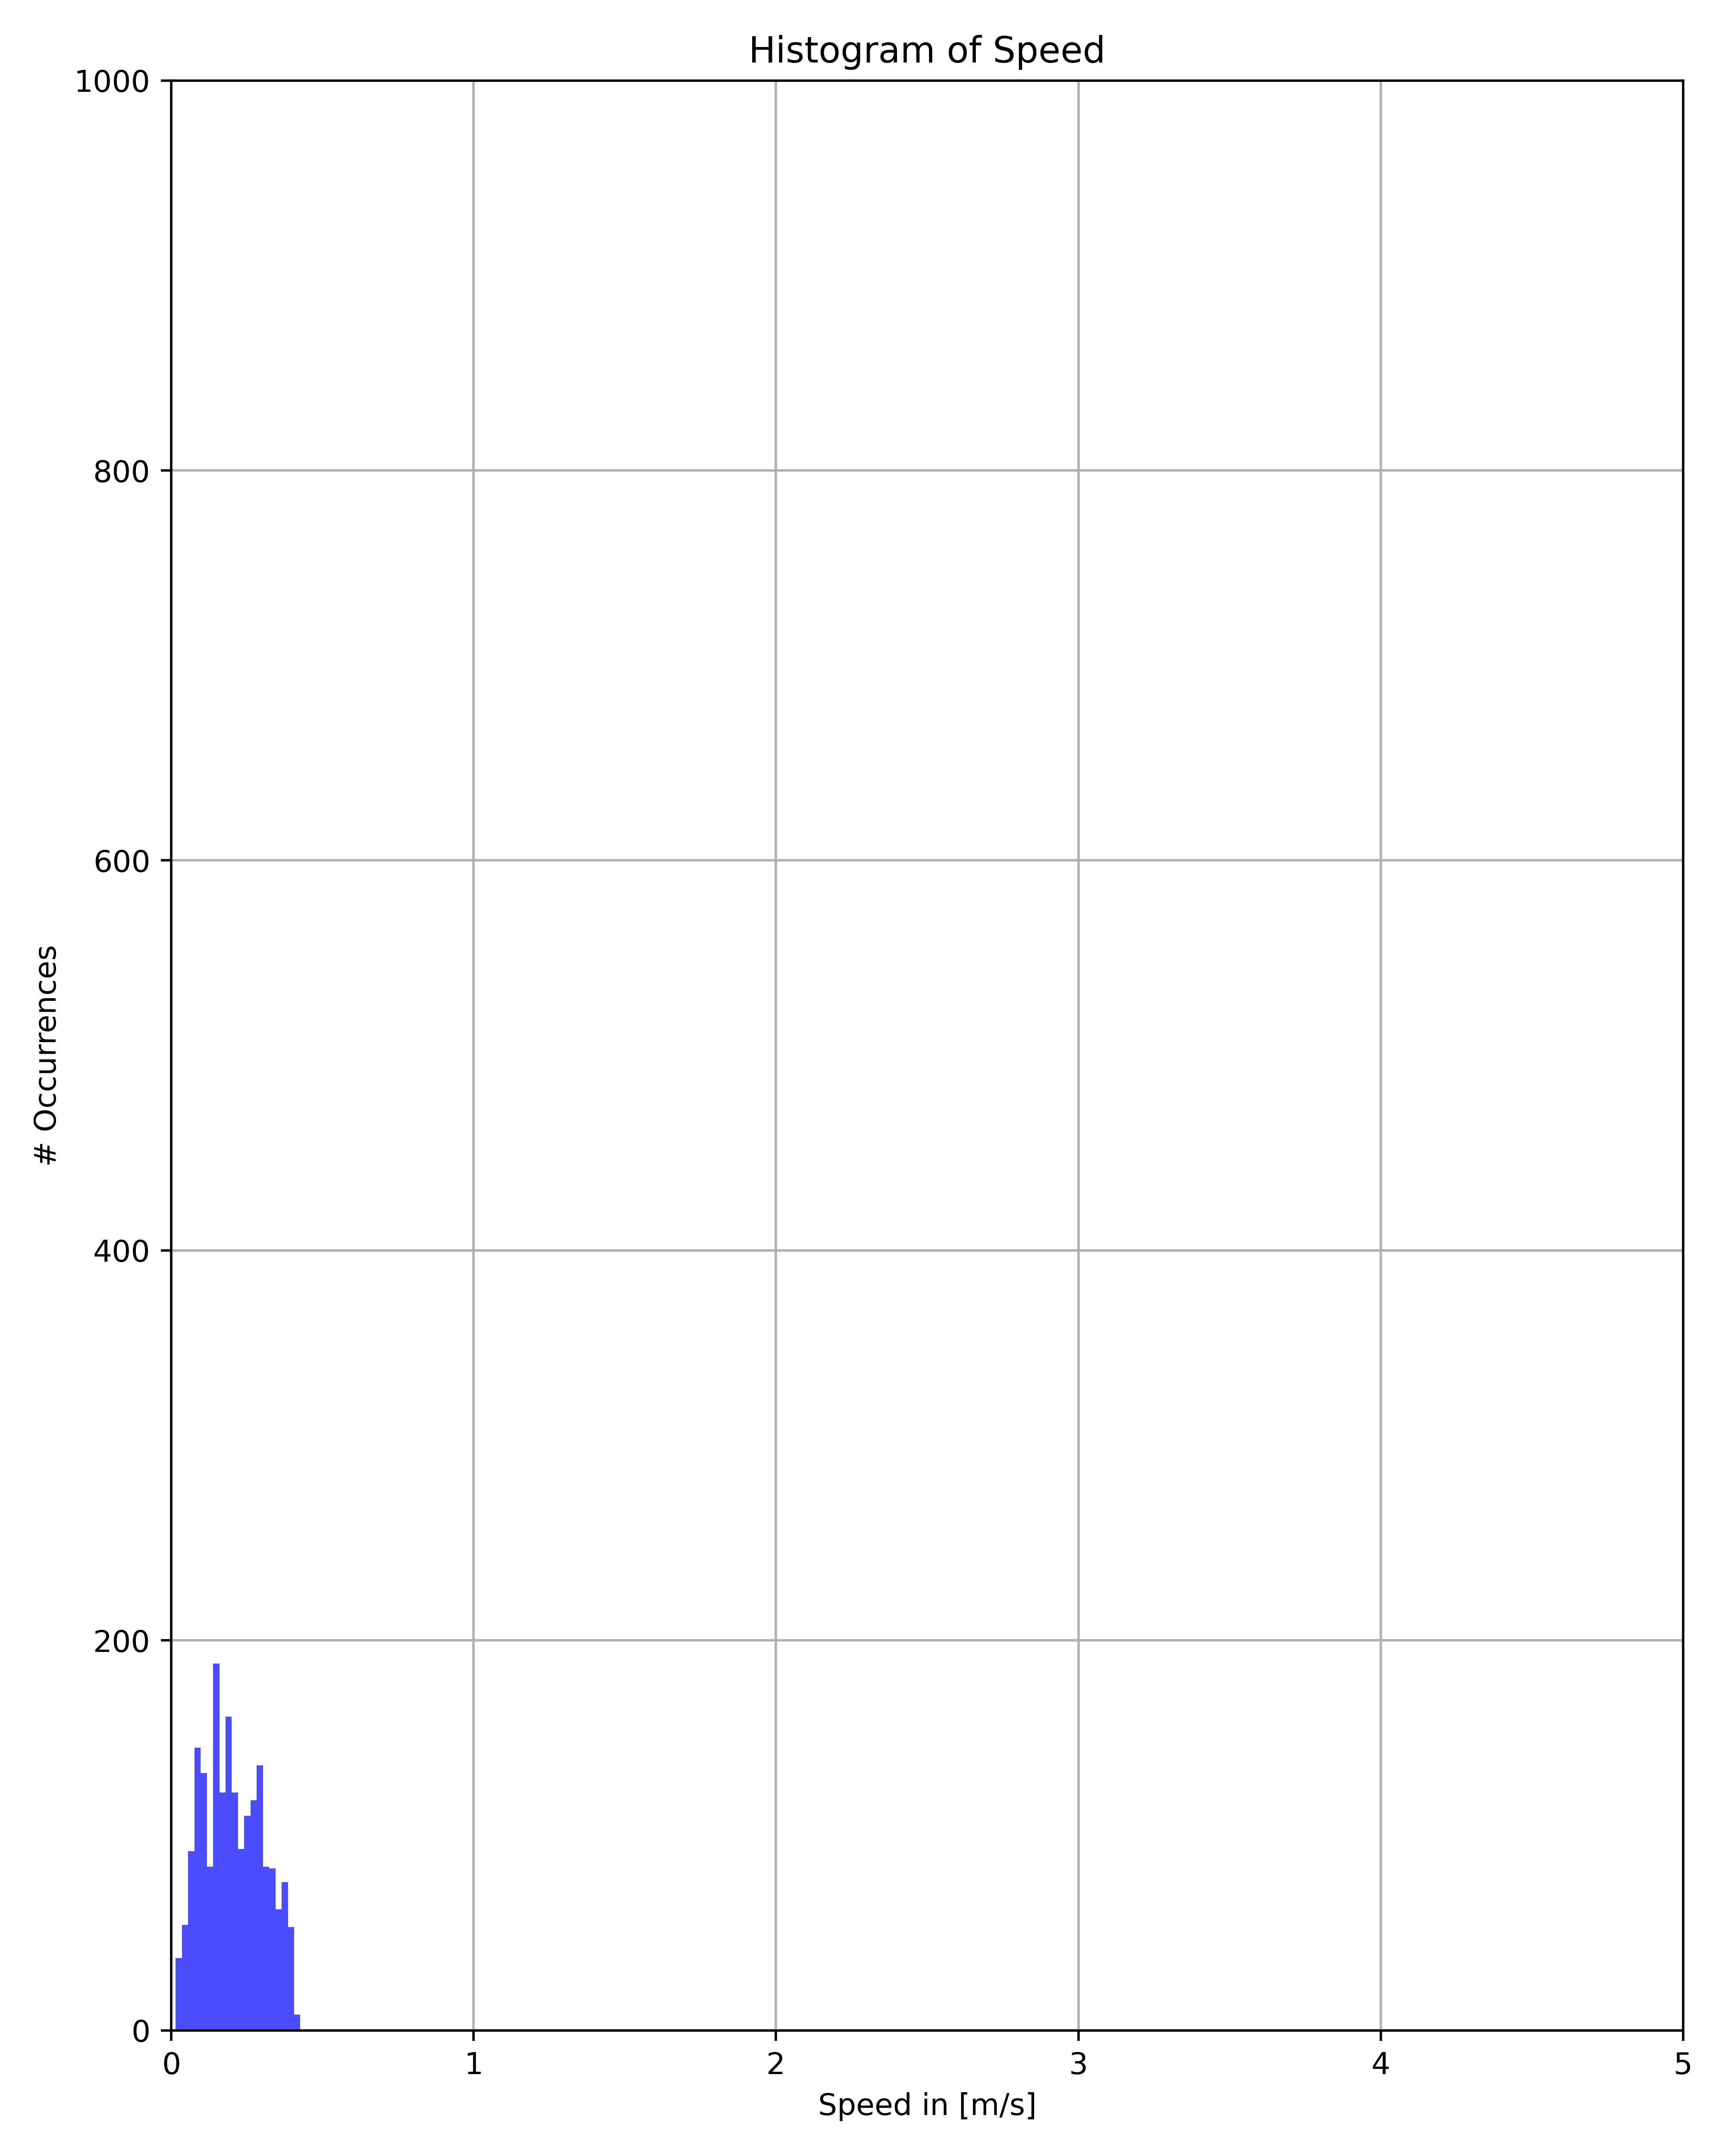 Histogram of Speed
1000
800
600
400
200
0
# Occurrences
0 1 2 3 4 5
Speed in [m/s]